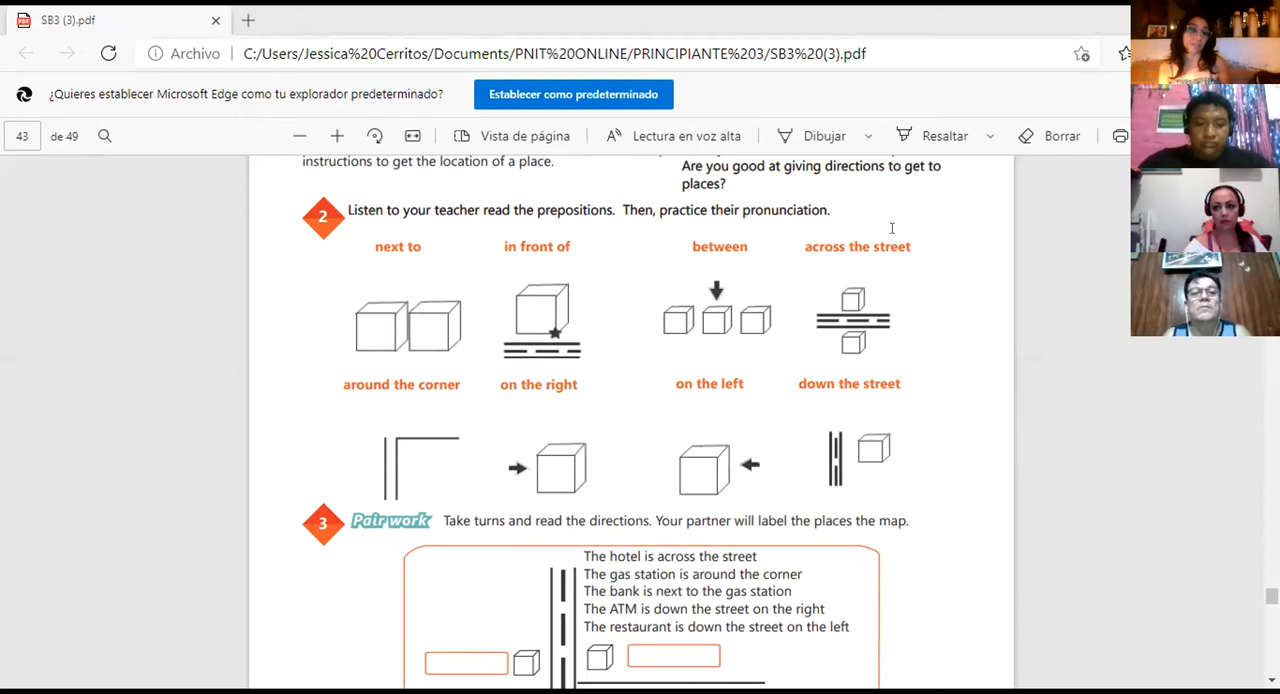 SB3 (3).pdf
Archivo C:/Users/Jessica%20Cerritos/Documents/PNIT%20ONLINE/PRINCIPIANTE%203/SB3%20(3).pdf
¿Quieres establecer Microsoft Edge como tu explorador predeterminado? Establecer como predeterminado
43 de 49 Vista de página Lectura en voz alta Dibujar Resaltar Borrar
instructions to get the location of a place.
Are you good at giving directions to get to
places?
2 Listen to your teacher read the prepositions. Then, practice their pronunciation.
next to in front of between across the street
around the corner on the right on the left down the street
3 Pair work Take turns and read the directions. Your partner will label the places the map.
The hotel is across the street
The gas station is around the corner
The bank is next to the gas station
The ATM is down the street on the right
The restaurant is down the street on the left